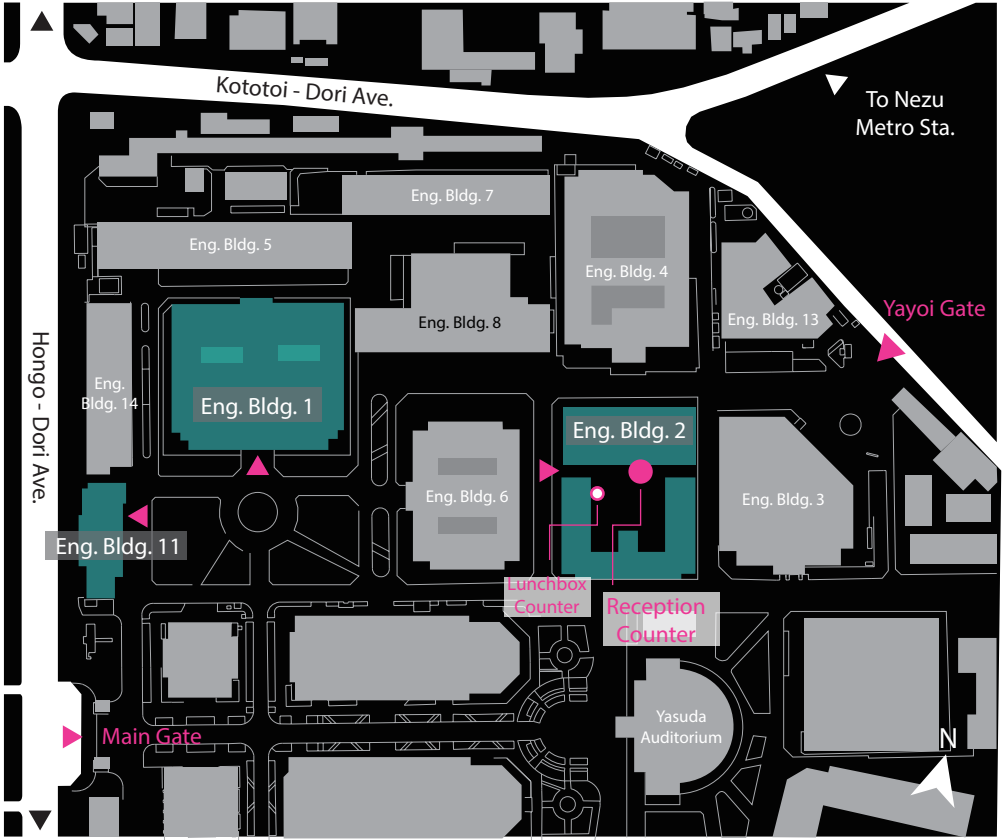 Kototoi - Dori Ave.
To Nezu
Metro Sta.
Eng. Bldg. 7
Eng. Bldg. 5
Eng. Bldg. 4
Yayoi Gate
Eng. Bldg. 8
Eng. Bldg. 13
Hongo - Dori Ave.
Eng.
Bldg. 14
Eng. Bldg. 1
Eng. Bldg. 2
Eng. Bldg. 6
Eng. Bldg. 3
Eng. Bldg. 11
Lunchbox
Counter
Reception
Counter
Yasuda
Auditorium
Main Gate
N